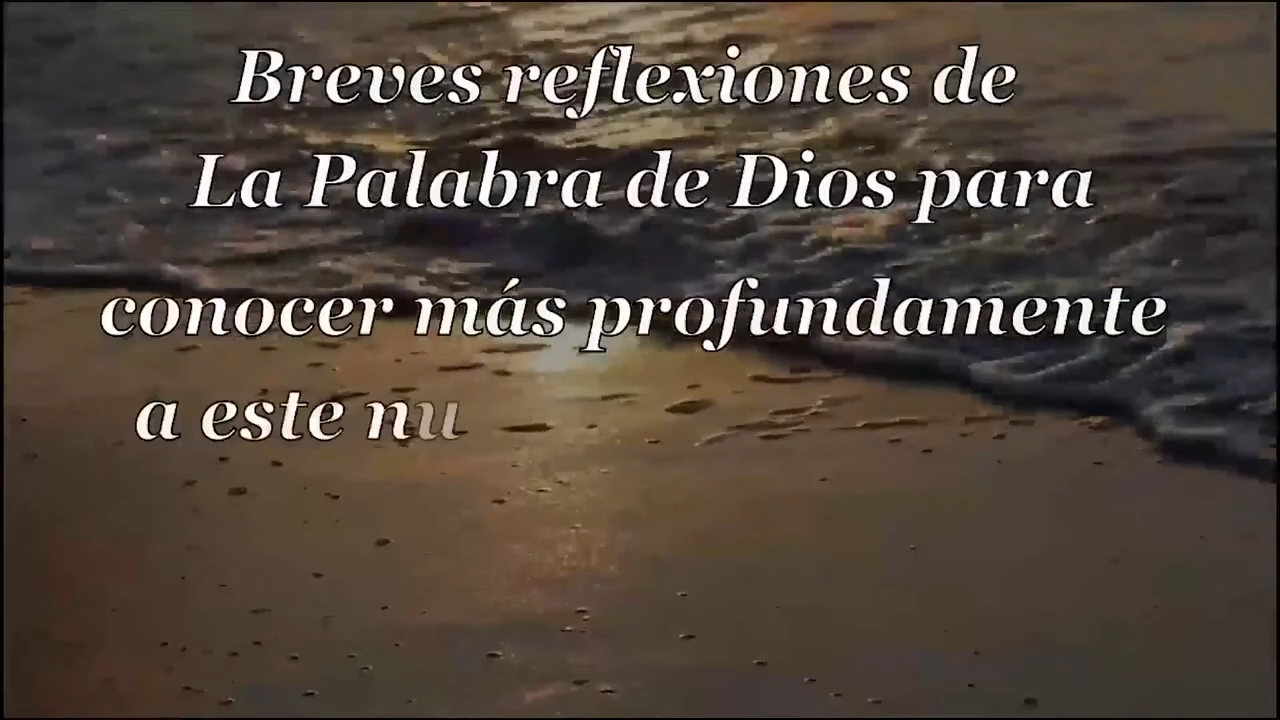 Breves reflexiones de
La Palabra de Dios para
conocer más profundamente
a este nu